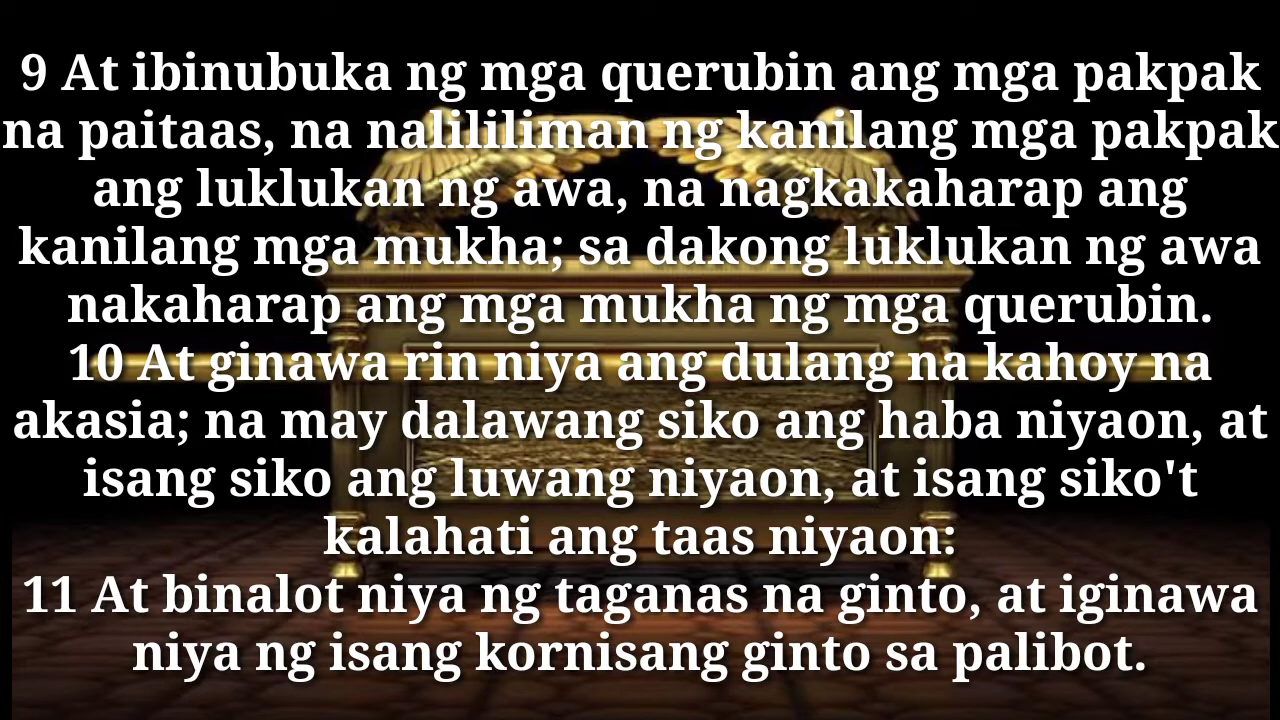 9 At ibinubuka ng mga querubin ang mga pakpak
na paitaas, na nalililiman ng kanilang mga pakpak
ang luklukan ng awa, na nagkakaharap ang
kanilang mga mukha; sa dakong luklukan ng awa
nakaharap ang mga mukha ng mga querubin.
10 At ginawa rin niya ang dulang na kahoy na
akasia; na may dalawang siko ang haba niyaon, at
isang siko ang luwang niyaon, at isang siko't
kalahati ang taas niyaon:
11 At binalot niya ng taganas na ginto, at iginawa
niya ng isang kornisang ginto sa palibot.